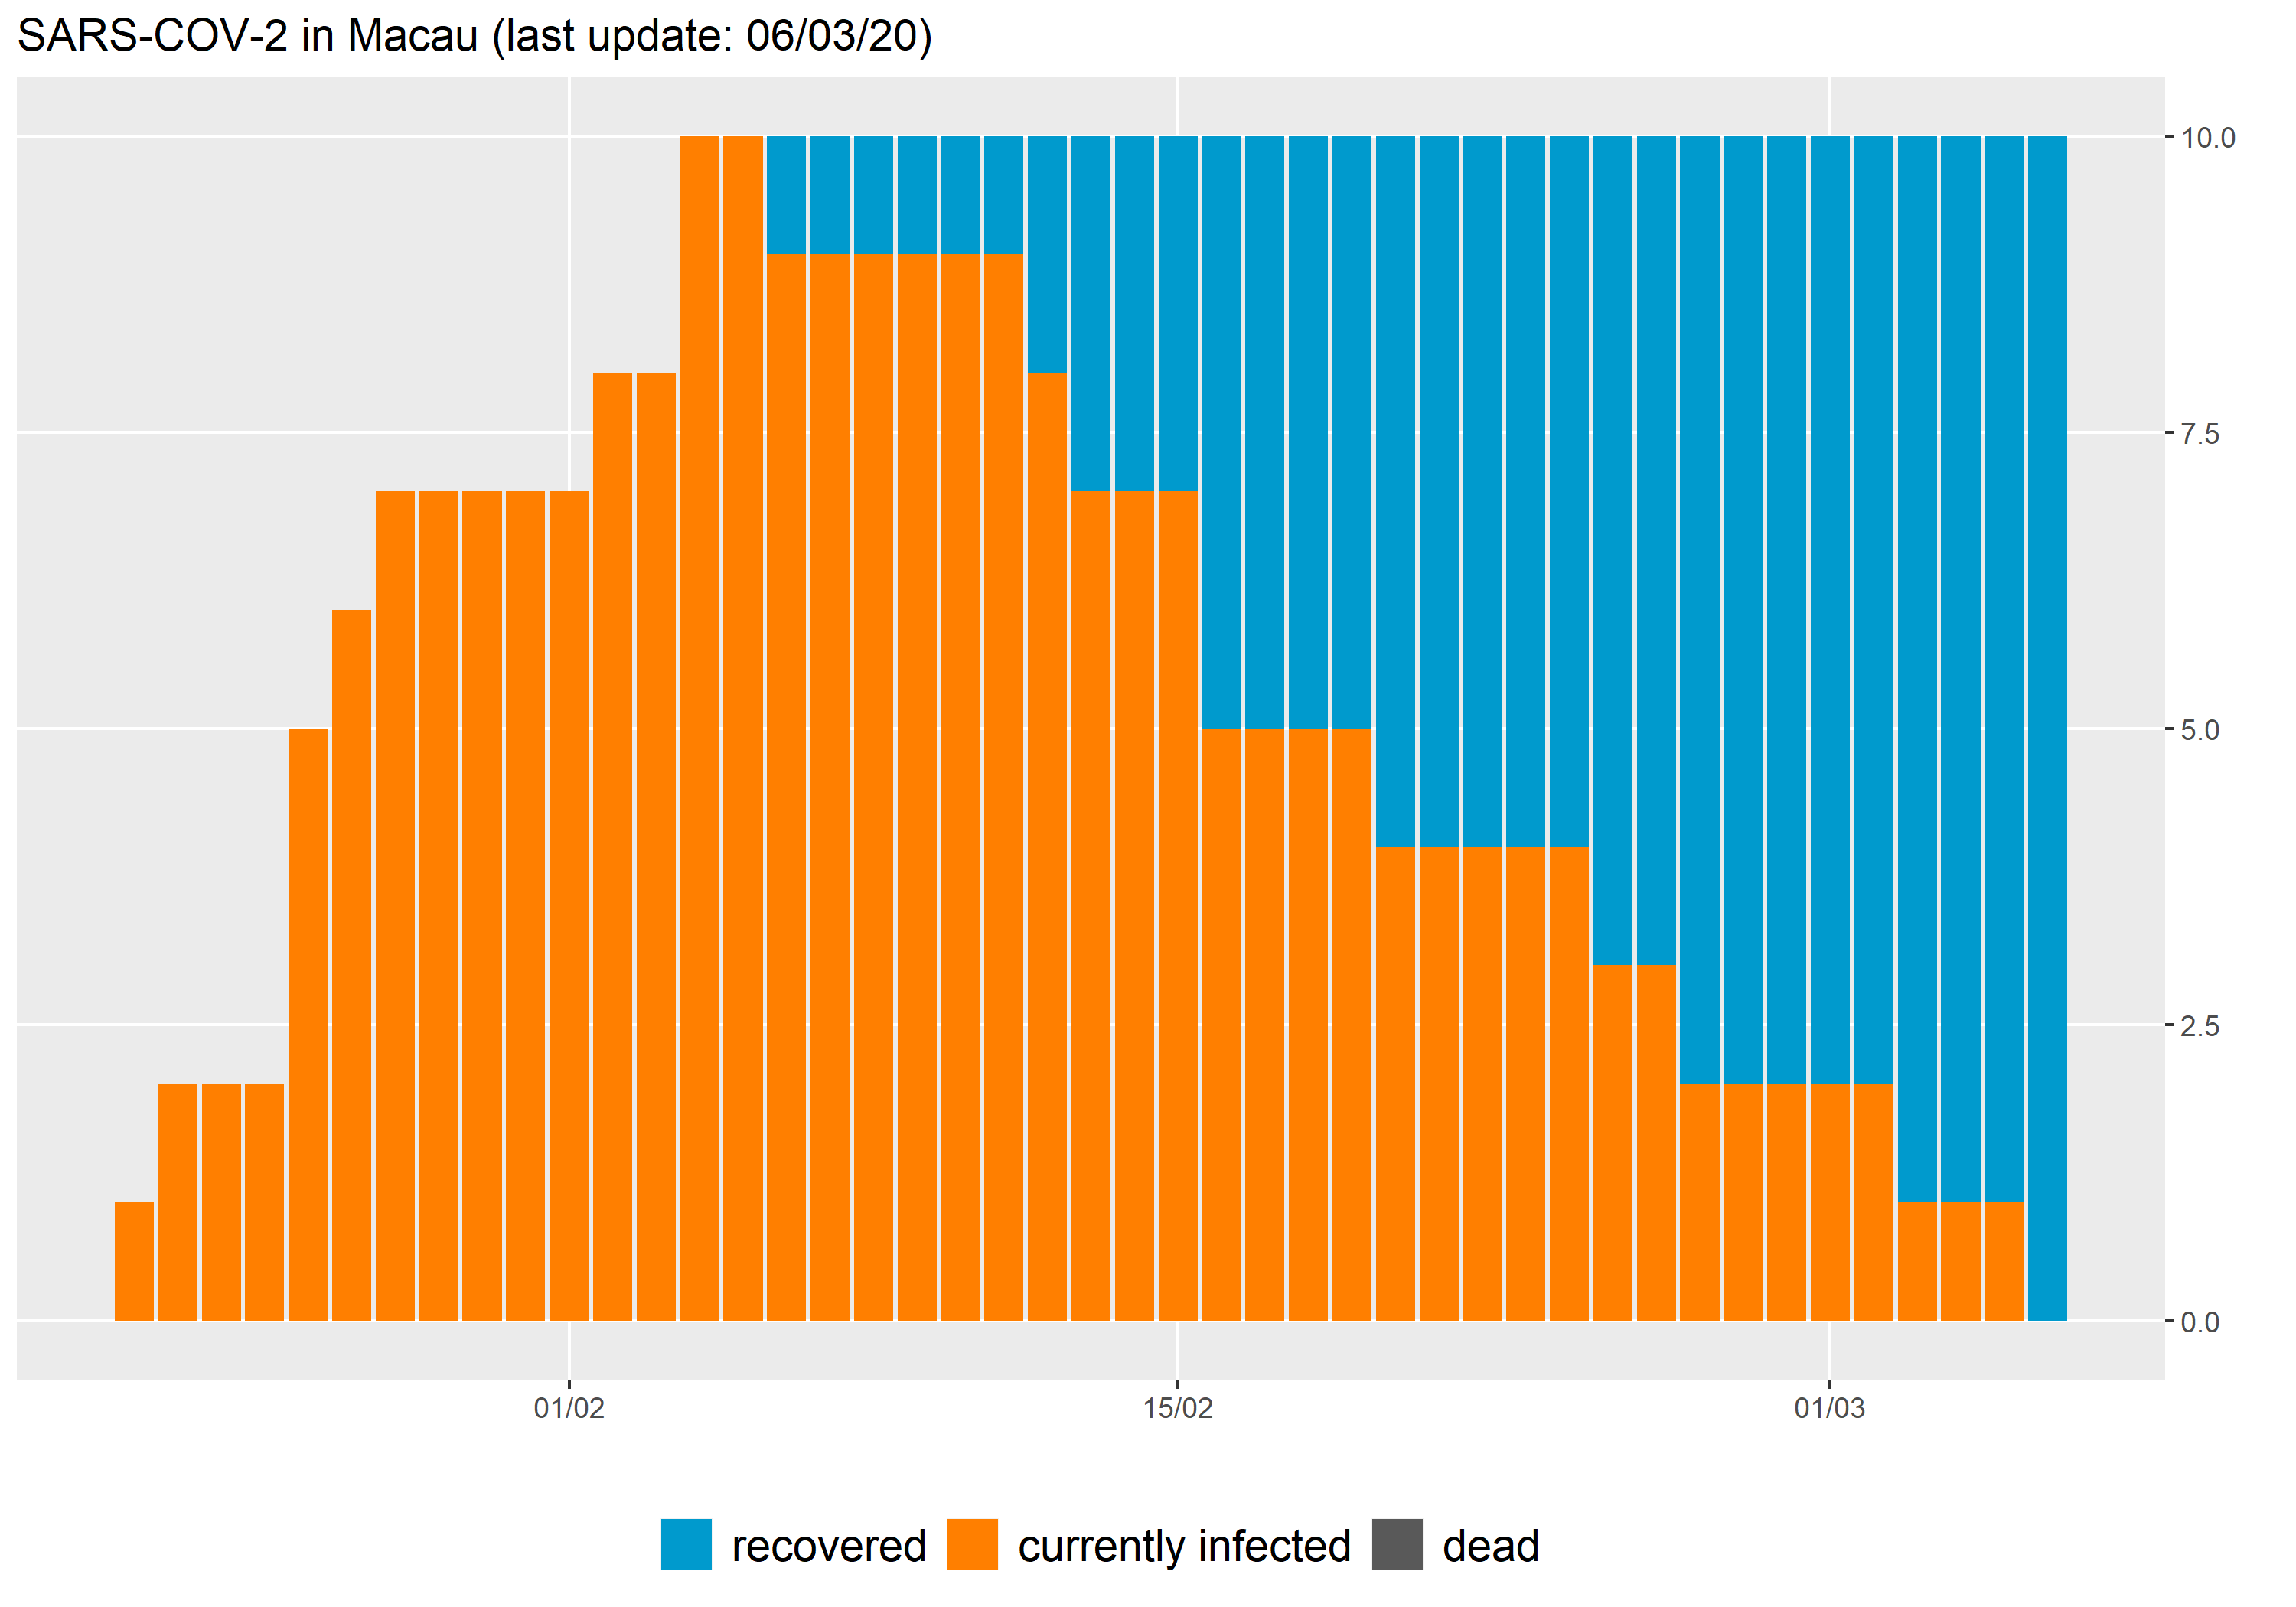 SARS-COV-2 in Macau (last update: 06/03/20)
10.0
7.5
5.0
2.5
0.0
01/02 15/02 01/03
recovered currently infected dead